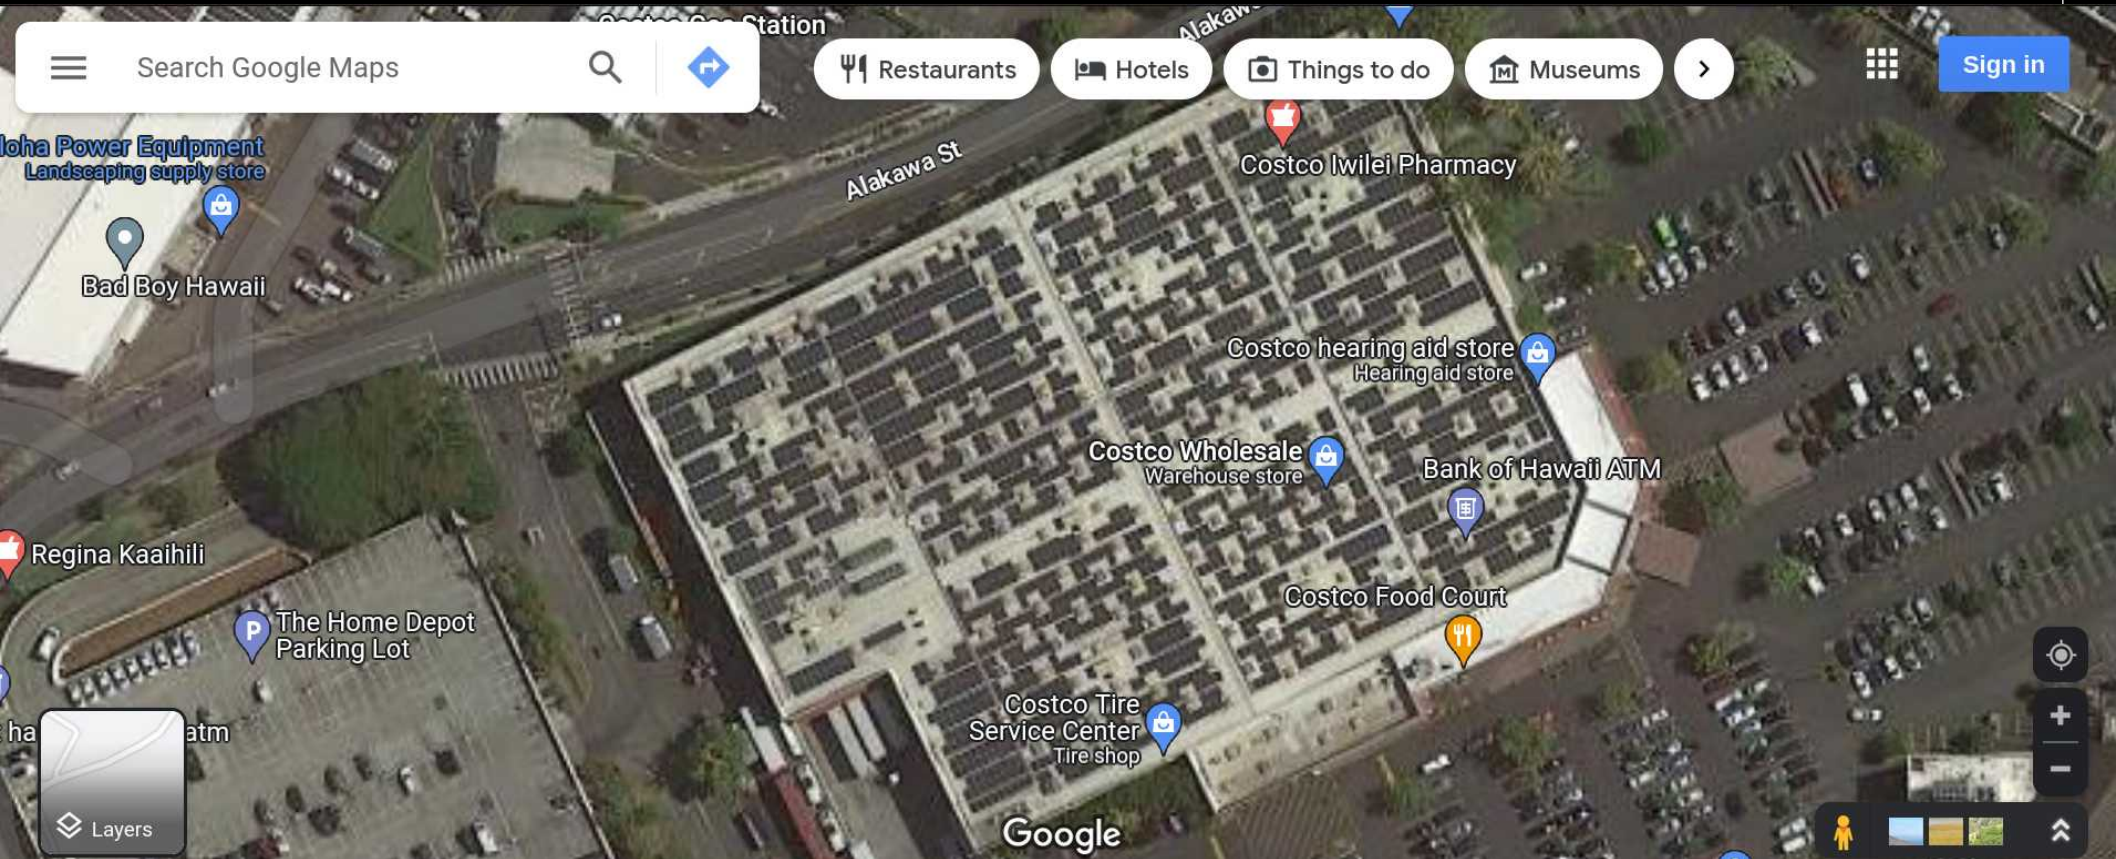 Station
Search Google Maps
Restaurants
Hotels
Things to do
Museums
Sign in
Power Equipment
Landscaping supply store
Alakawa St
Costco Iwilei Pharmacy
Bad Boy Hawaii
Costco hearing aid store
Hearing aid store
Costco Wholesale
Warehouse store
Bank of Hawaii ATM
Regina Kaaihili
Costco Food Court
P
The Home Depot
Parking Lot
Costco Tire
Service Center
Tire shop
atm
Layers
Google